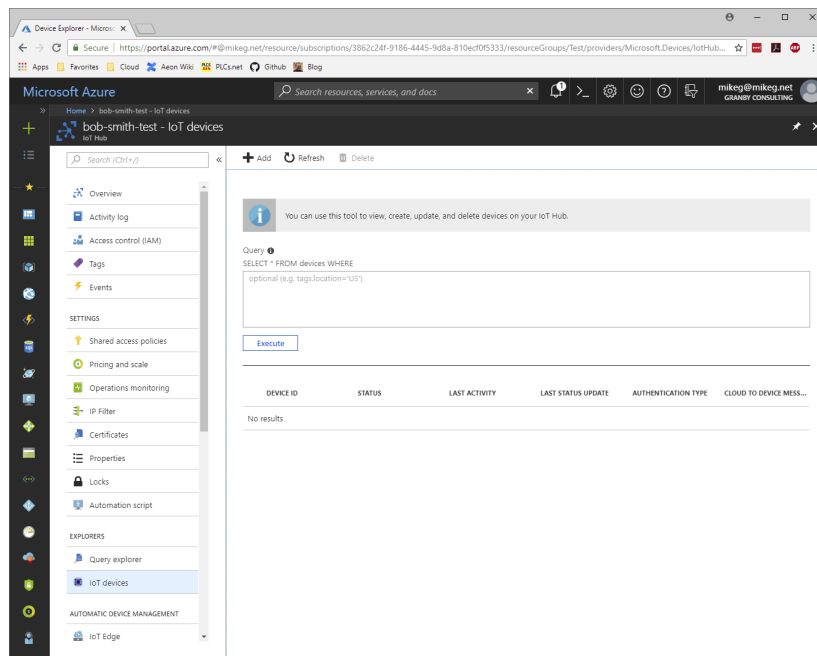 Device Explorer - Micros
Secure | https://portal.azure.com/#@mikeg.net/resource/subscriptions/3862c24f-9186-4445-9d8a-810ecf0f5333/resourceGroups/Test/providers/Microsoft.Devices/IotHub...
Apps Favorites Cloud Aeon Wiki PLCs.net Github Blog
Microsoft Azure Search resources, services, and docs 1 mikeg@mikeg.net
GRANBY CONSULTING
Home > bob-smith-test - IoT devices
bob-smith-test - IoT devices
IoT Hub
Search (Ctrl+/)
Add Refresh Delete
Overview
Activity log
Access control (IAM)
Tags
Events
SETTINGS
Shared access policies
Pricing and scale
Operations monitoring
IP Filter
Certificates
Properties
Locks
Automation script
EXPLORERS
Query explorer
IoT devices
AUTOMATIC DEVICE MANAGEMENT
IoT Edge
You can use this tool to view, create, update, and delete devices on your IoT Hub.
Query
SELECT * FROM devices WHERE
optional (e.g. tags.location='US')
Execute
DEVICE ID STATUS LAST ACTIVITY LAST STATUS UPDATE AUTHENTICATION TYPE CLOUD TO DEVICE MESS...
No results